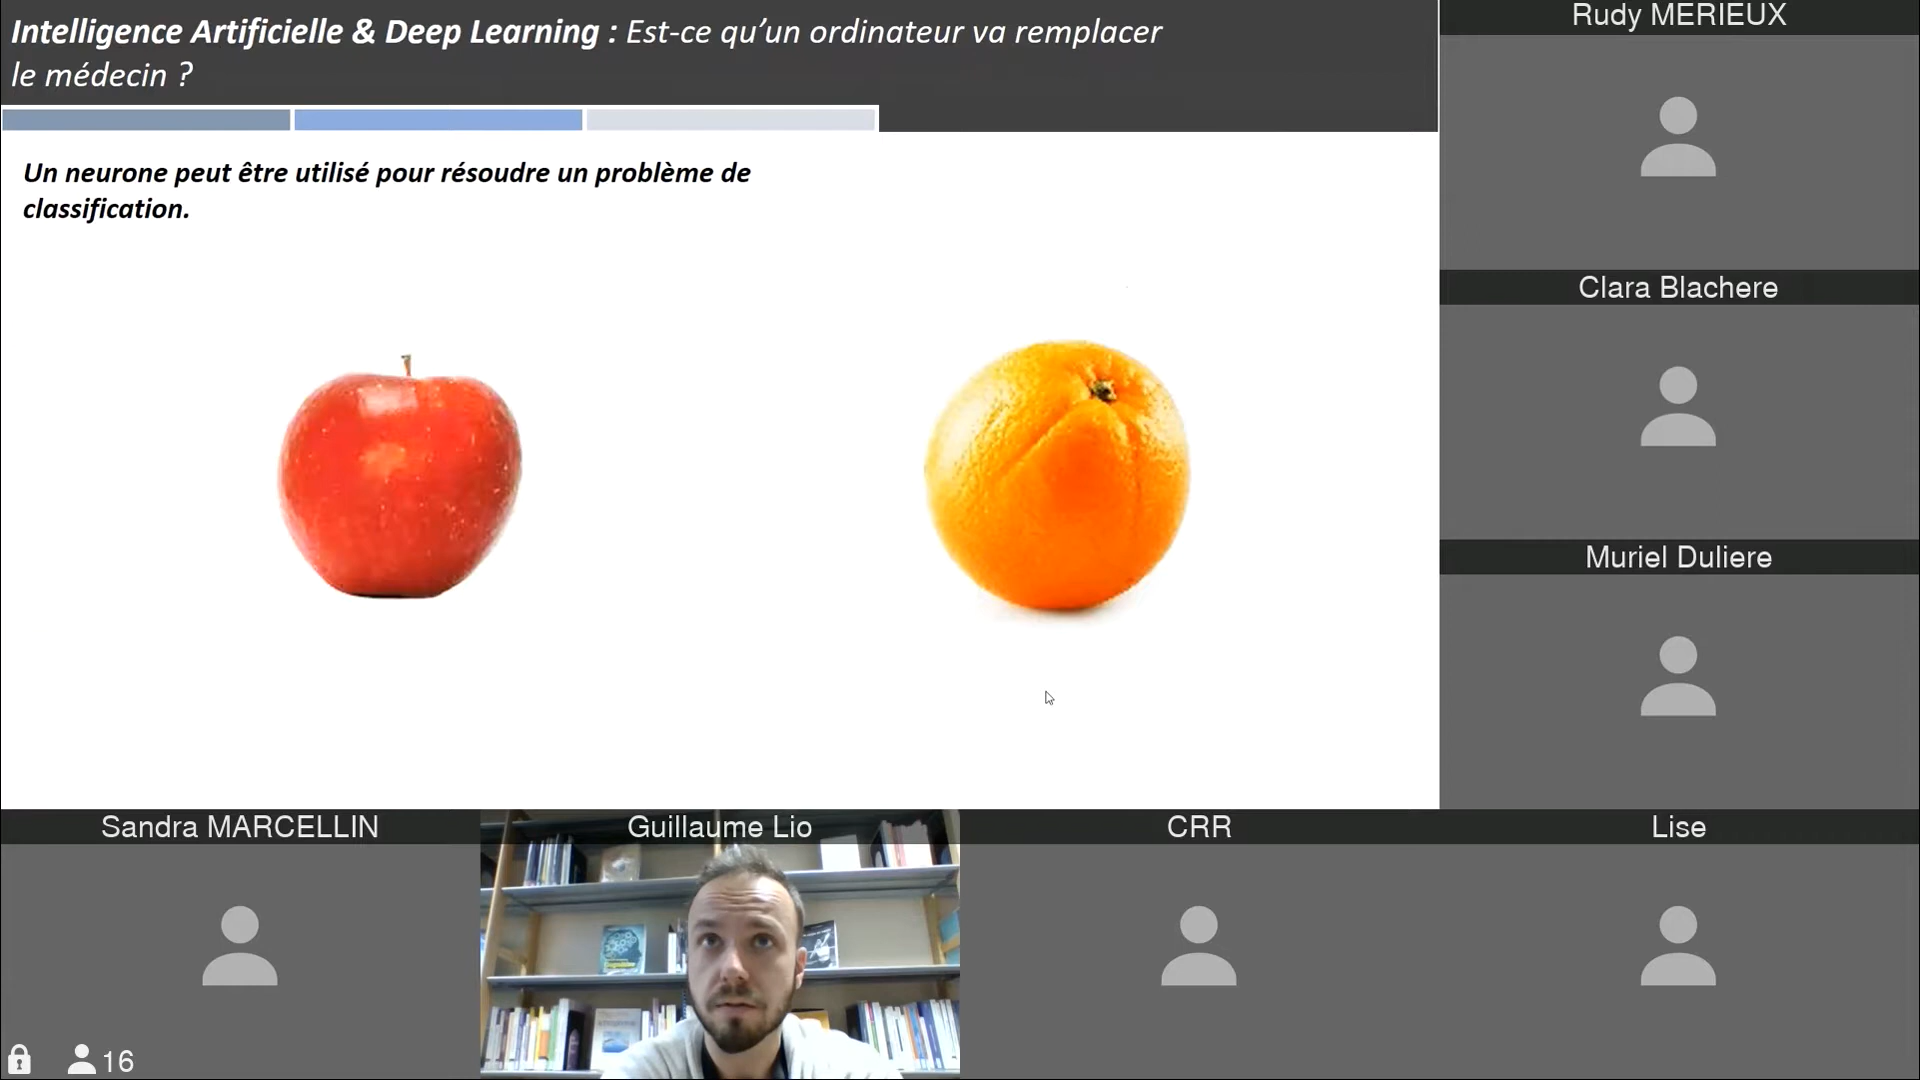 Intelligence Artificielle & Deep Learning : Est-ce qu’un ordinateur va remplacer
le médecin ?
Un neurone peut être utilisé pour résoudre un problème de
classification.
Rudy MERIEUX
Clara Blachere
Muriel Duliere
Sandra MARCELLIN
Guillaume Lio
CRR
Lise
16